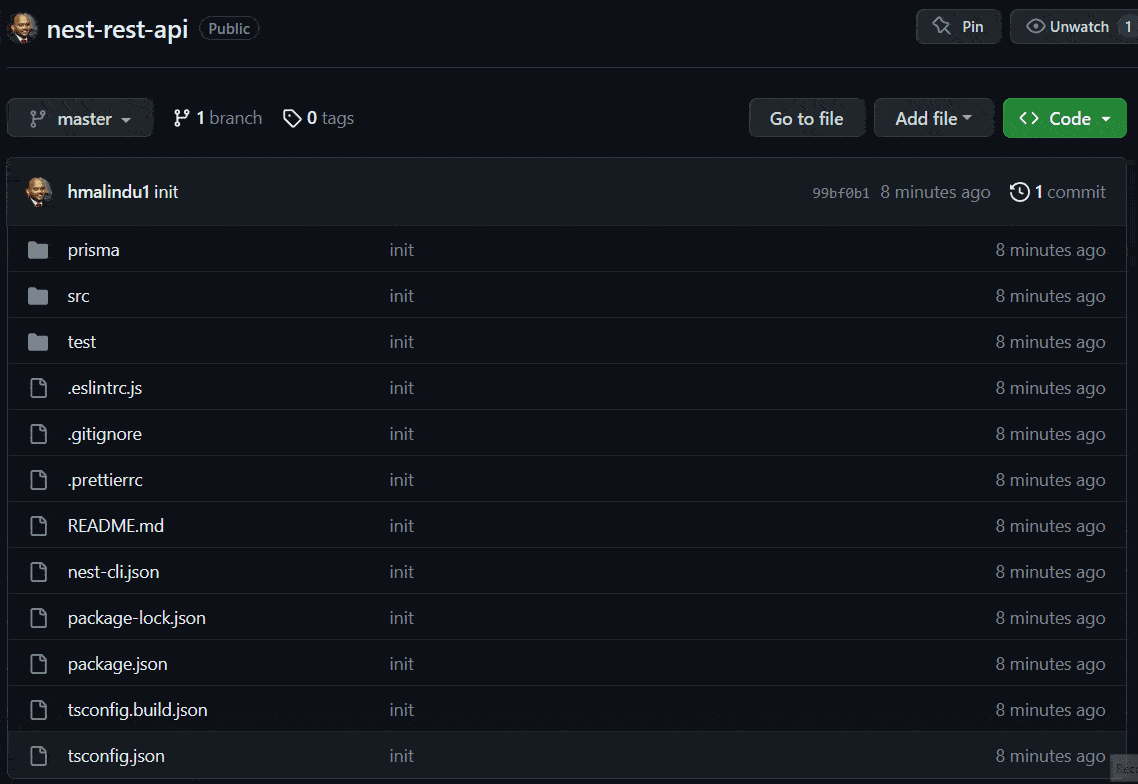 nest-rest-api Public Pin Unwatch 1
master 1 branch 0 tags Go to file Add file Code
hmalindu1 init 99bf0b1 8 minutes ago 1 commit
prisma init 8 minutes ago
src init 8 minutes ago
test init 8 minutes ago
.eslintrc.js init 8 minutes ago
.gitignore init 8 minutes ago
.prettierrc init 8 minutes ago
README.md init 8 minutes ago
nest-cli.json init 8 minutes ago
package-lock.json init 8 minutes ago
package.json init 8 minutes ago
tsconfig.build.json init 8 minutes ago
tsconfig.json init 8 minutes ago